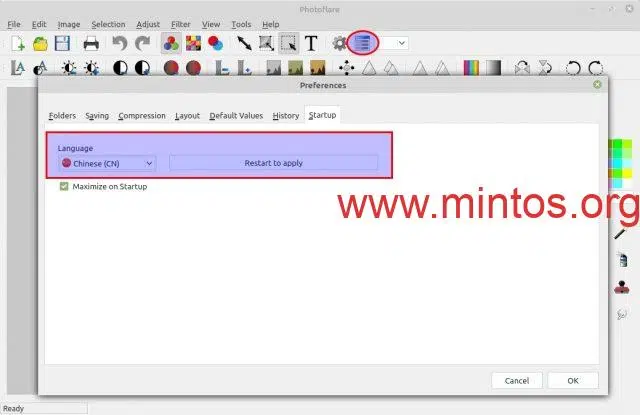 Photoflare
File Edit Image Selection Adjust Filter View Tools Help
T
Preferences
Folders Saving Compression Layout Default Values History Startup
Language
Chinese (CN) Restart to apply
Maximize on Startup
www.mintos.org
Cancel OK
Ready